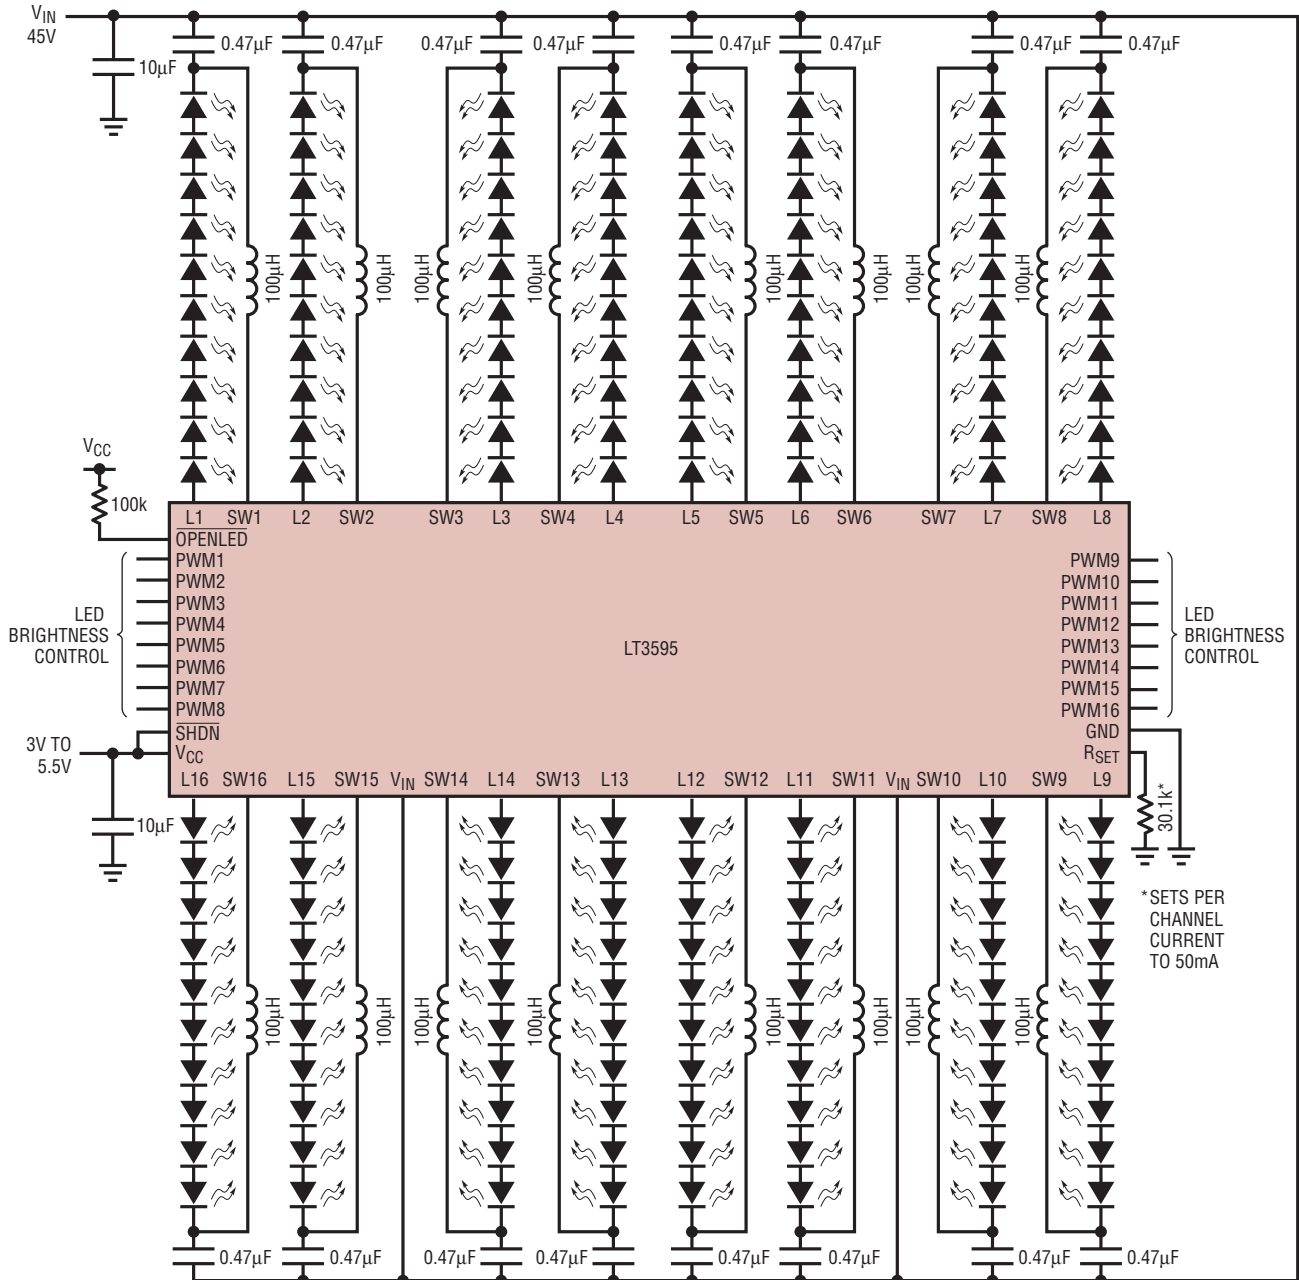 VIN
45V
10µF
0.47µF 0.47µF 0.47µF 0.47µF 0.47µF 0.47µF 0.47µF 0.47µF
100µH 100µH 100µH 100µH 100µH 100µH 100µH 100µH
VCC
100k
L1 SW1 L2 SW2 SW3 L3 SW4 L4 L5 SW5 L6 SW6 SW7 L7 SW8 L8
OPENLED
PWM1
PWM2
PWM3
PWM4
PWM5
PWM6
PWM7
PWM8
SHDN
VCC
LED
BRIGHTNESS
CONTROL
3V TO
5.5V
10µF
LT3595
PWM9
PWM10
PWM11
PWM12
PWM13
PWM14
PWM15
PWM16
GND
RSET
LED
BRIGHTNESS
CONTROL
L16 SW16 L15 SW15 VIN SW14 L14 SW13 L13 L12 SW12 L11 SW11 VIN SW10 L10 SW9 L9
30.1k*
*SETS PER
CHANNEL
CURRENT
TO 50mA
100µH 100µH 100µH 100µH 100µH 100µH 100µH 100µH
0.47µF 0.47µF 0.47µF 0.47µF 0.47µF 0.47µF 0.47µF 0.47µF